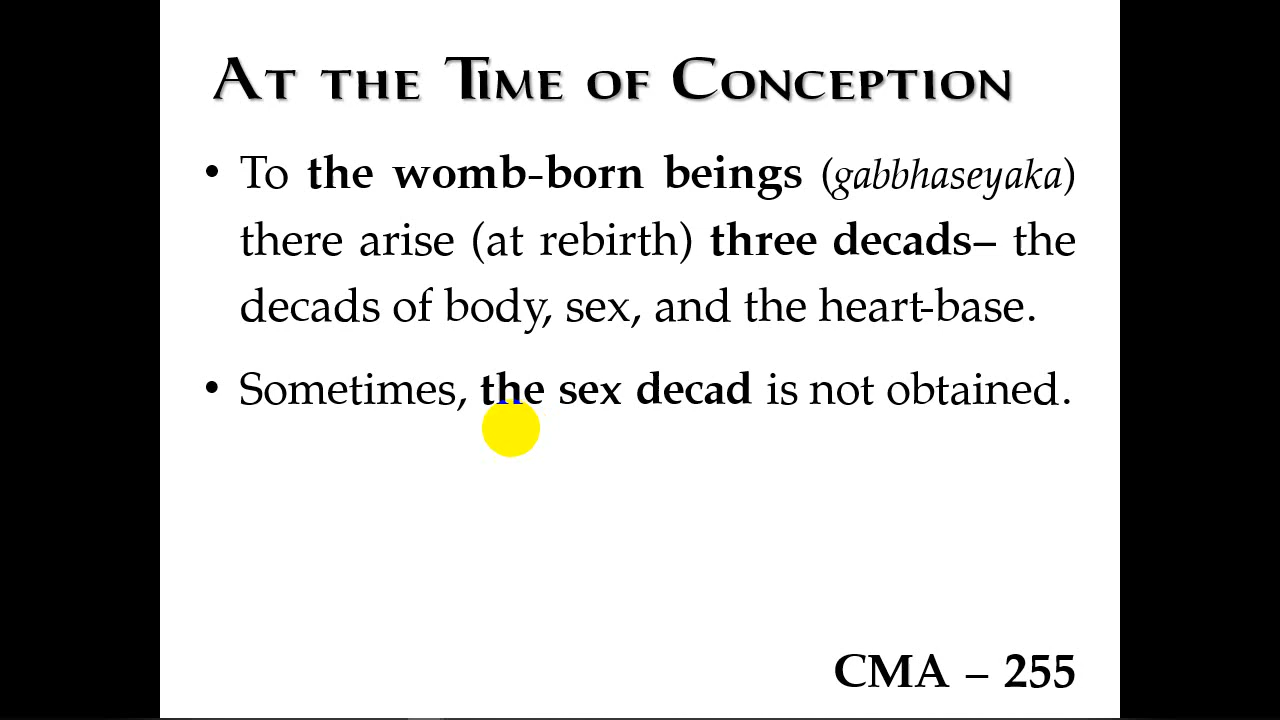 At the Time of Conception
• To the womb-born beings (gabbhaseyaka)
there arise (at rebirth) three decads– the
decads of body, sex, and the heart-base.
• Sometimes, the sex decad is not obtained.
CMA – 255